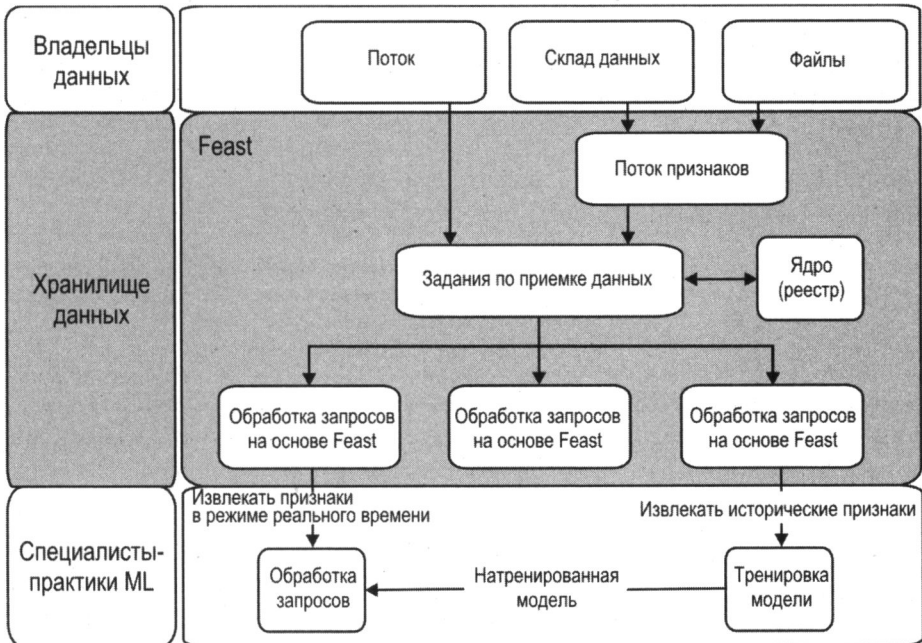 Владельцы
данных
Поток
Склад данных
Файлы
Хранилище
данных
Feast
Поток признаков
Задания по приемке данных
Ядро
(реестр)
Обработка запросов
на основе Feast
Обработка запросов
на основе Feast
Обработка запросов
на основе Feast
Специалисты-
практики ML
Извлекать признаки
в режиме реального времени
Извлекать исторические признаки
Обработка
запросов
Натренированная
модель
Тренировка
модели